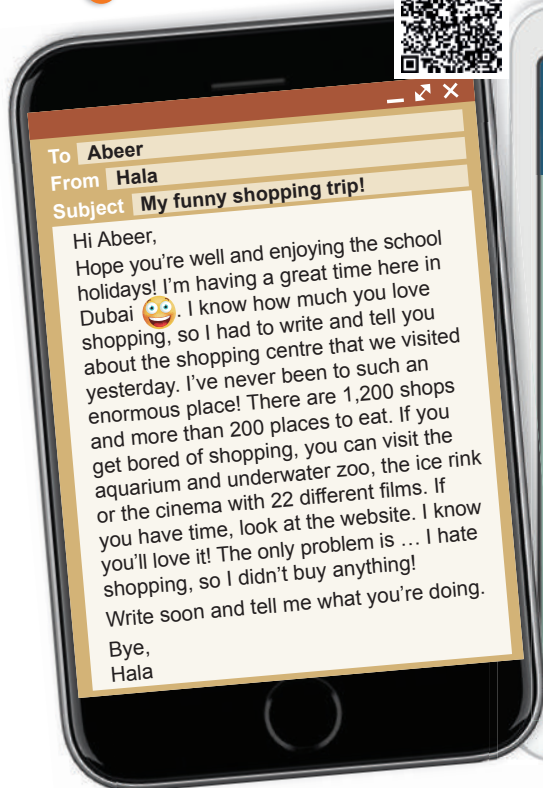 To Abeer
From Hala
Subject My funny shopping trip!
Hi Abeer,
Hope you're well and enjoying the school
holidays! I'm having a great time here in
Dubai 😃. I know how much you love
shopping, so I had to write and tell you
about the shopping centre that we visited
yesterday. I've never been to such an
enormous place! There are 1,200 shops
and more than 200 places to eat. If you
get bored of shopping, you can visit the
aquarium and underwater zoo, the ice rink
or the cinema with 22 different films. If
you have time, look at the website. I know
you'll love it! The only problem is … I hate
shopping, so I didn't buy anything!
Write soon and tell me what you're doing.
Bye,
Hala